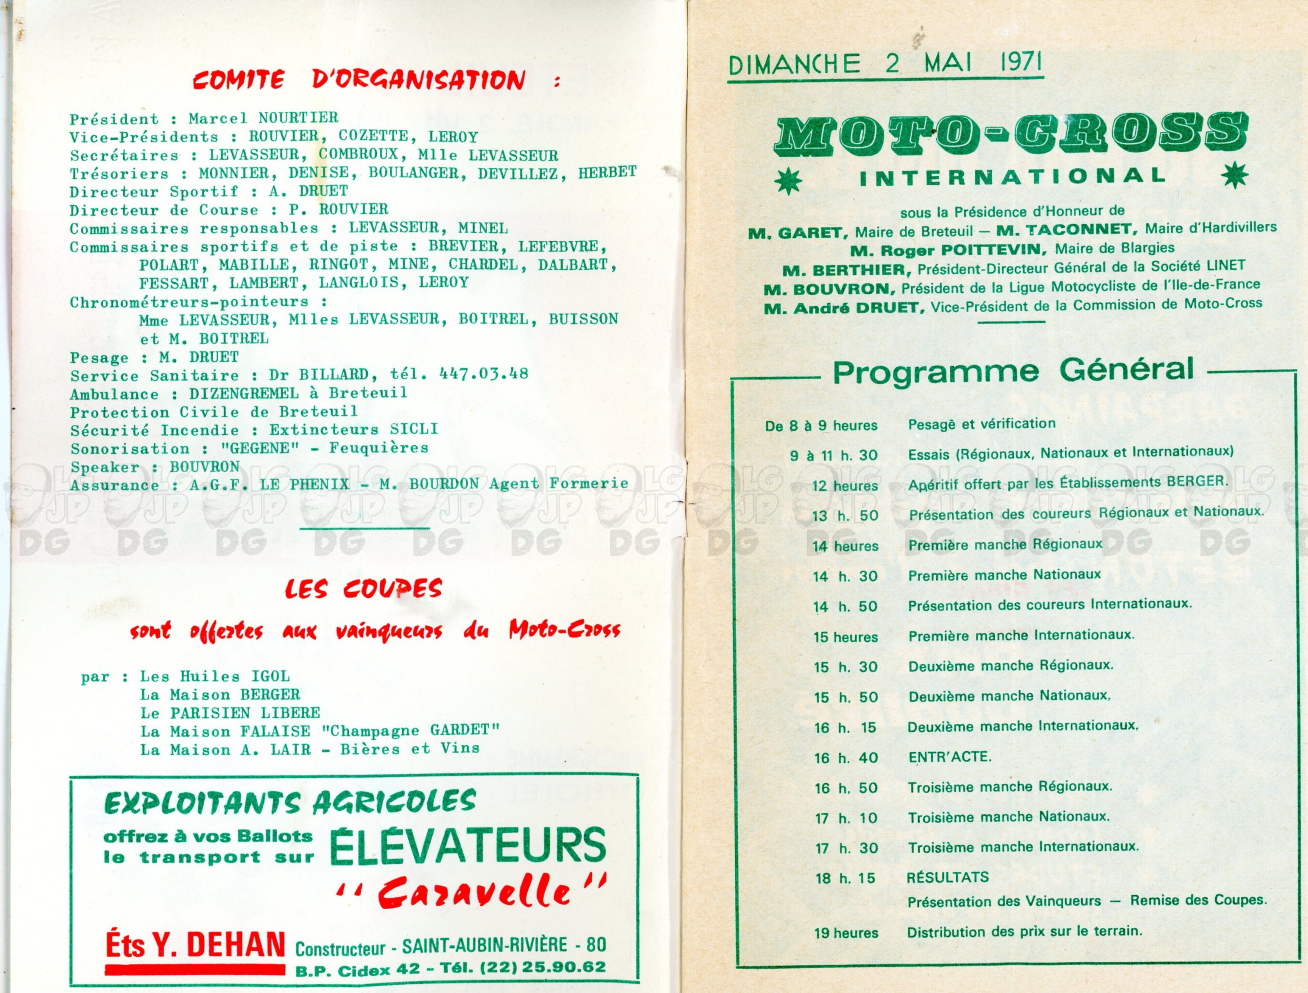 COMITE D'ORGANISATION :
Président : Marcel NOURTIER
Vice-Présidents : ROUVIER, COZETTE, LEROY
Secrétaires : LEVASSEUR, COMBROUX, Mlle LEVASSEUR
Trésoriers : MONNIER, DENISE, BOULANGER, DEVILLEZ, HERBET
Directeur Sportif : A. DRUET
Directeur de Course : P. ROUVIER
Commissaires responsables : LEVASSEUR, MINEL
Commissaires sportifs et de piste : BREVIER, LEFEBVRE,
POLART, MABILLE, RINGOT, MINE, CHARDEL, DALBART,
FESSART, LAMBERT, LANGLOIS, LEROY
Chronométreurs-pointeurs :
Mme LEVASSEUR, Mlles LEVASSEUR, BOITREL, BUISSON
et M. BOITREL
Pesage : M. DRUET
Service Sanitaire : Dr BILLARD, tél. 447.03.48
Ambulance : DIZENGREMEL à Breteuil
Protection Civile de Breteuil
Sécurité Incendie : Extincteurs SICLI
Sonorisation : "GEGENE" - Feuquières
Speaker : BOUVRON
Assurance : A.G.F. LE PHENIX - M. BOURDON Agent Formerie
LES COUPES
sont offertes aux vainqueurs du Moto-Cross
par : Les Huiles IGOL
La Maison BERGER
Le PARISIEN LIBERE
La Maison FALAISE "Champagne GARDET"
La Maison A. LAIR - Bières et Vins
EXPLOITANTS AGRICOLES
offrez à vos Ballots
le transport sur ÉLÉVATEURS
"Caravelle"
Éts Y. DEHAN Constructeur - SAINT-AUBIN-RIVIÈRE - 80
B.P. Cidex 42 - Tél. (22) 25.90.62
DIMANCHE 2 MAI 1971
MOTO-CROSS
INTERNATIONAL
sous la Présidence d'Honneur de
M. GARET, Maire de Breteuil — M. TACONNET, Maire d'Hardivillers
M. Roger POITTEVIN, Maire de Blargies
M. BERTHIER, Président-Directeur Général de la Société LINET
M. BOUVRON, Président de la Ligue Motocycliste de l'Ile-de-France
M. André DRUET, Vice-Président de la Commission de Moto-Cross
Programme Général
De 8 à 9 heures Pesage et vérification
9 à 11 h. 30 Essais (Régionaux, Nationaux et Internationaux)
12 heures Apéritif offert par les Établissements BERGER.
13 h. 50 Présentation des coureurs Régionaux et Nationaux.
14 heures Première manche Régionaux
14 h. 30 Première manche Nationaux
14 h. 50 Présentation des coureurs Internationaux.
15 heures Première manche Internationaux.
15 h. 30 Deuxième manche Régionaux.
15 h. 50 Deuxième manche Nationaux.
16 h. 15 Deuxième manche Internationaux.
16 h. 40 ENTR'ACTE.
16 h. 50 Troisième manche Régionaux.
17 h. 10 Troisième manche Nationaux.
17 h. 30 Troisième manche Internationaux.
18 h. 15 RÉSULTATS
Présentation des Vainqueurs — Remise des Coupes.
19 heures Distribution des prix sur le terrain.